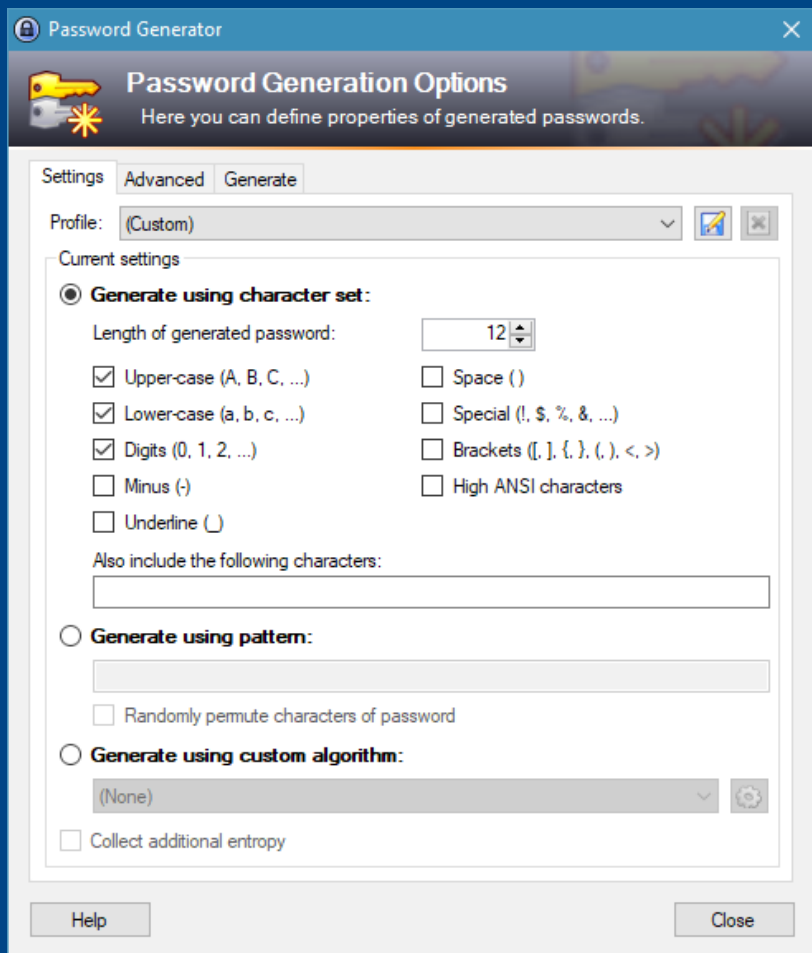 Password Generator
Password Generation Options
Here you can define properties of generated passwords.
Settings Advanced Generate
Profile: (Custom)
Current settings
Generate using character set:
Length of generated password: 12
Upper-case (A, B, C, ...) Space ( )
Lower-case (a, b, c, ...) Special (!, $, %, &, ...)
Digits (0, 1, 2, ...) Brackets ([, ], {, }, (, ), <, >)
Minus (-) High ANSI characters
Underline (_)
Also include the following characters:
Generate using pattern:
Randomly permute characters of password
Generate using custom algorithm:
(None)
Collect additional entropy
Help Close